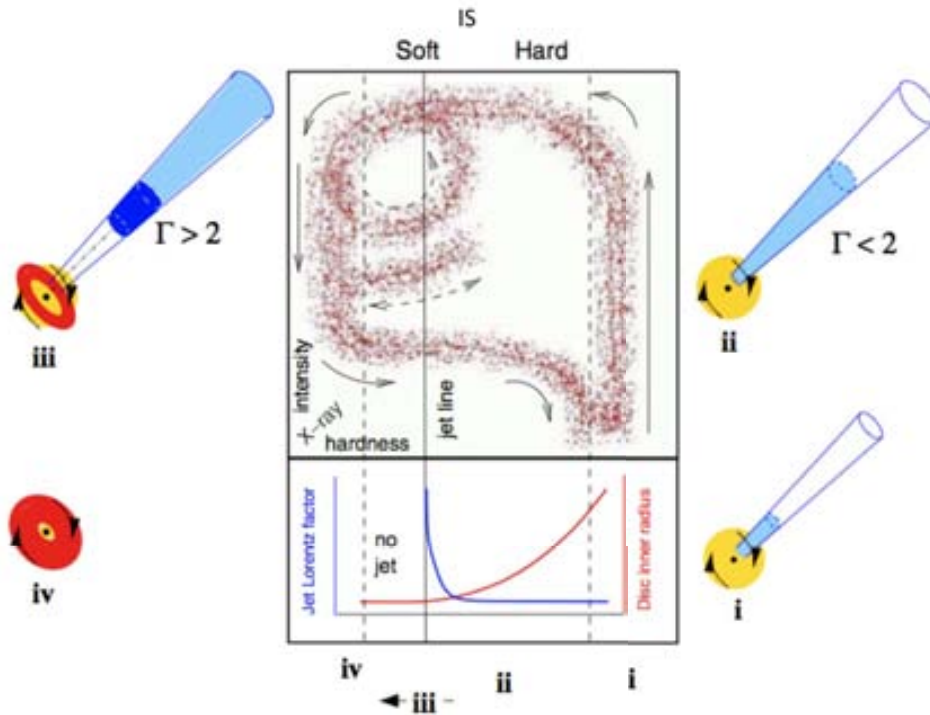 IS
Soft Hard
Γ > 2
Γ < 2
iii
ii
intensity
X-ray
hardness
jet line
Jet Lorentz factor
no
jet
Disc inner radius
iv
i
iv
ii
i
iii